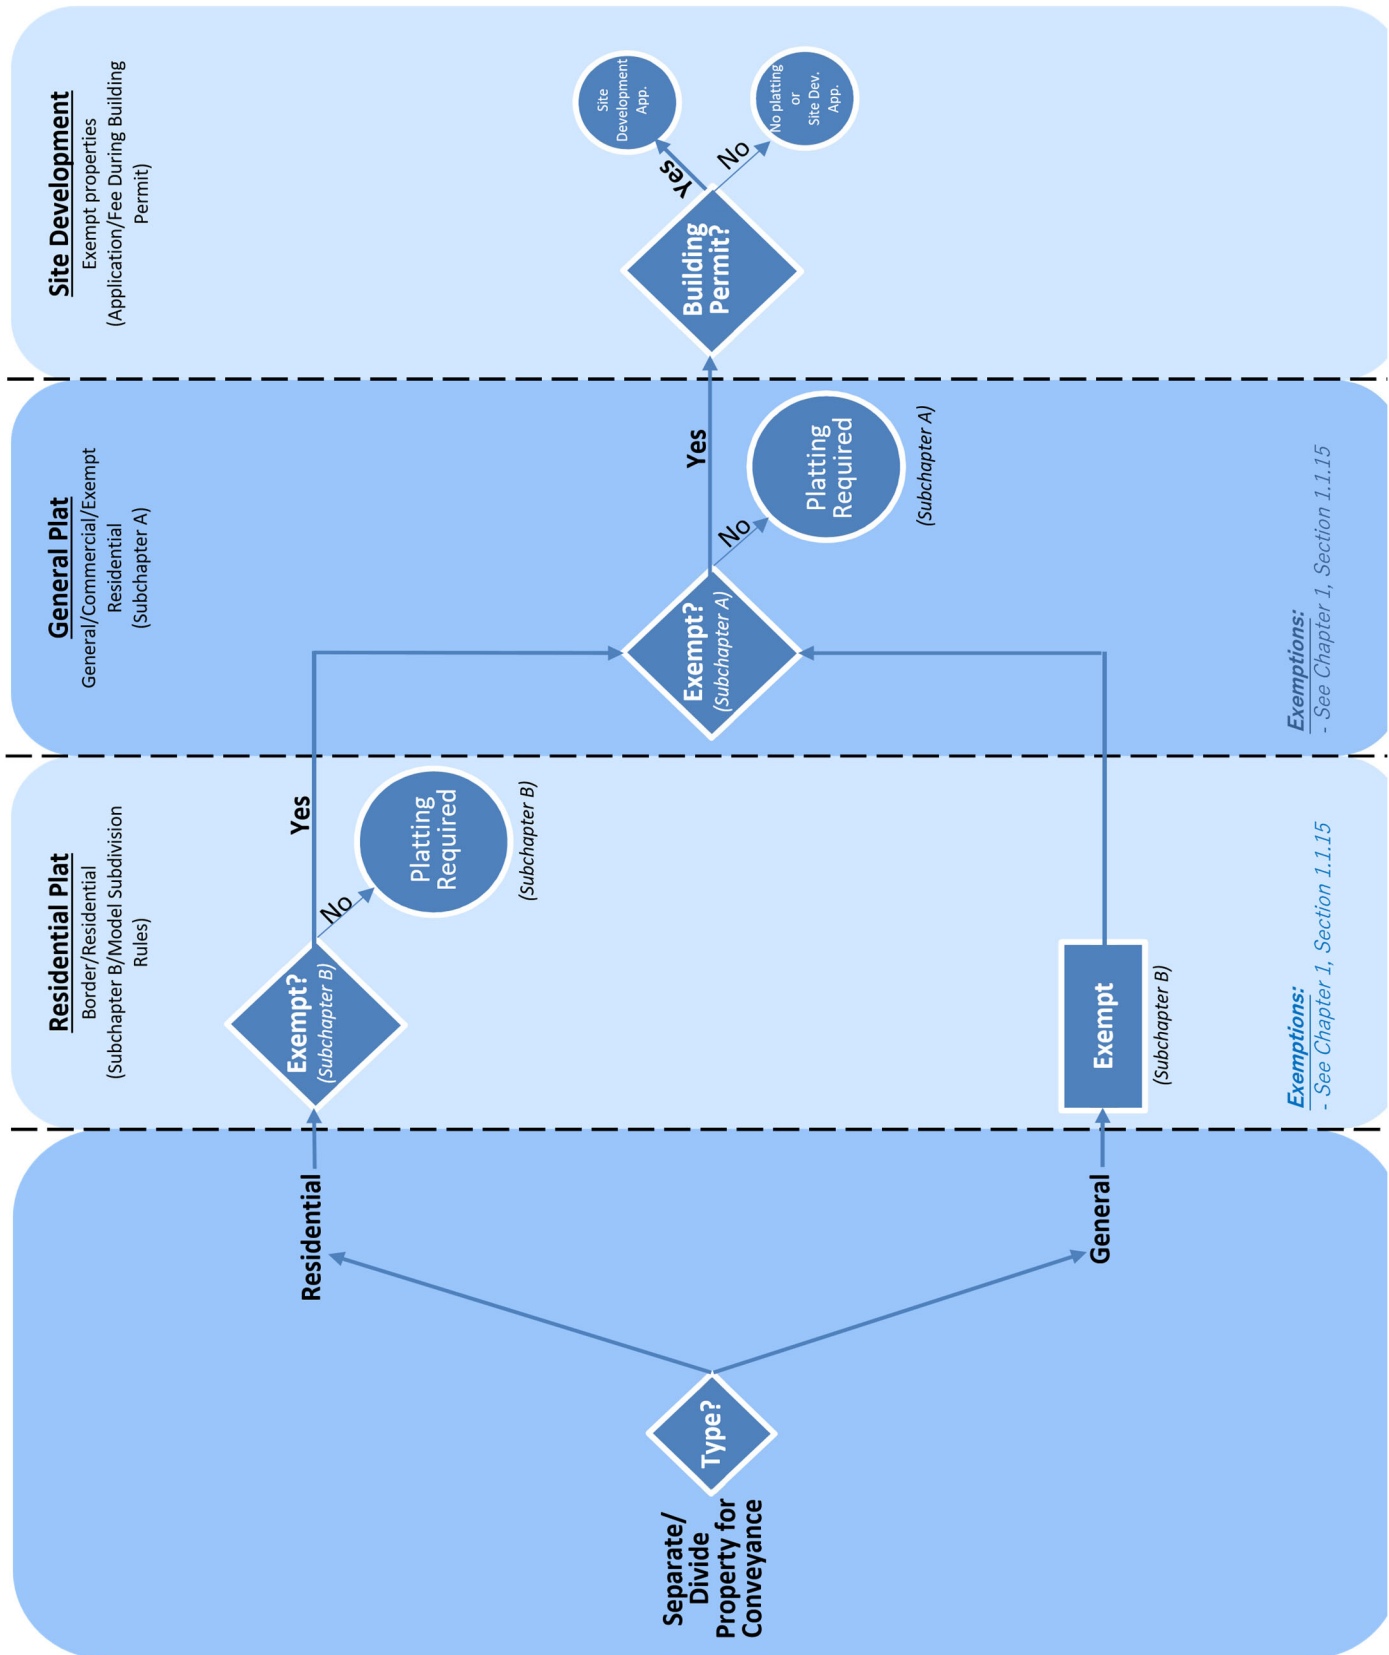 Separate/
Divide
Property for
Conveyance
Type?
Residential
General
Residential Plat
Border/Residential
(Subchapter B/Model Subdivision
Rules)
Exempt?
(Subchapter B)
Yes
No
Platting
Required
(Subchapter B)
Exempt
(Subchapter B)
Exemptions:
- See Chapter 1, Section 1.1.15
General Plat
General/Commercial/Exempt
Residential
(Subchapter A)
Exempt?
(Subchapter A)
Yes
No
Platting
Required
(Subchapter A)
Exemptions:
- See Chapter 1, Section 1.1.15
Site Development
Exempt properties
(Application/Fee During Building
Permit)
Building
Permit?
Yes
No
Site
Development
App.
No platting
or
Site Dev.
App.